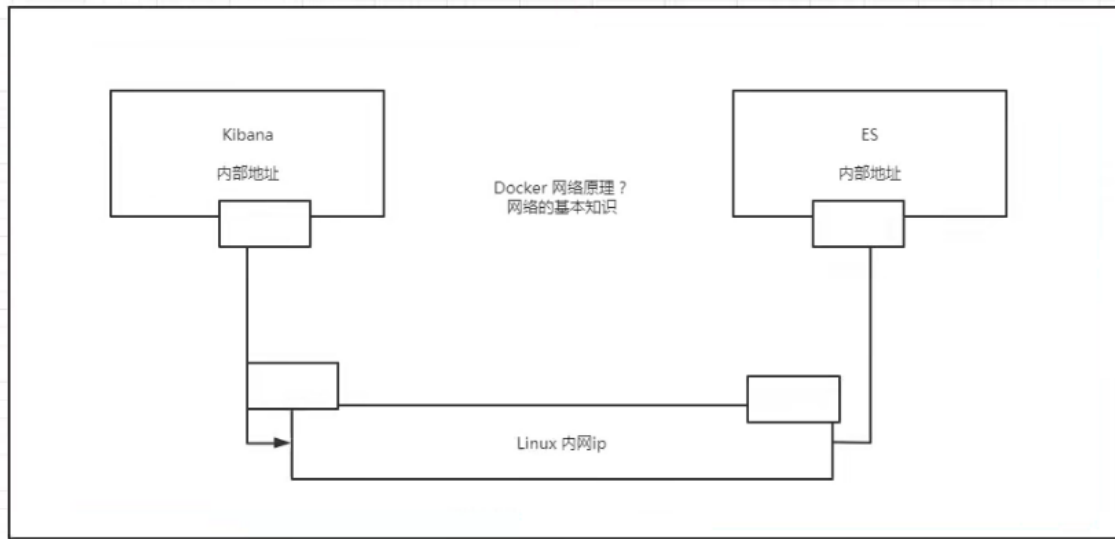 Kibana
内部地址
ES
内部地址
Docker 网络原理？
网络的基本知识
Linux 内网ip